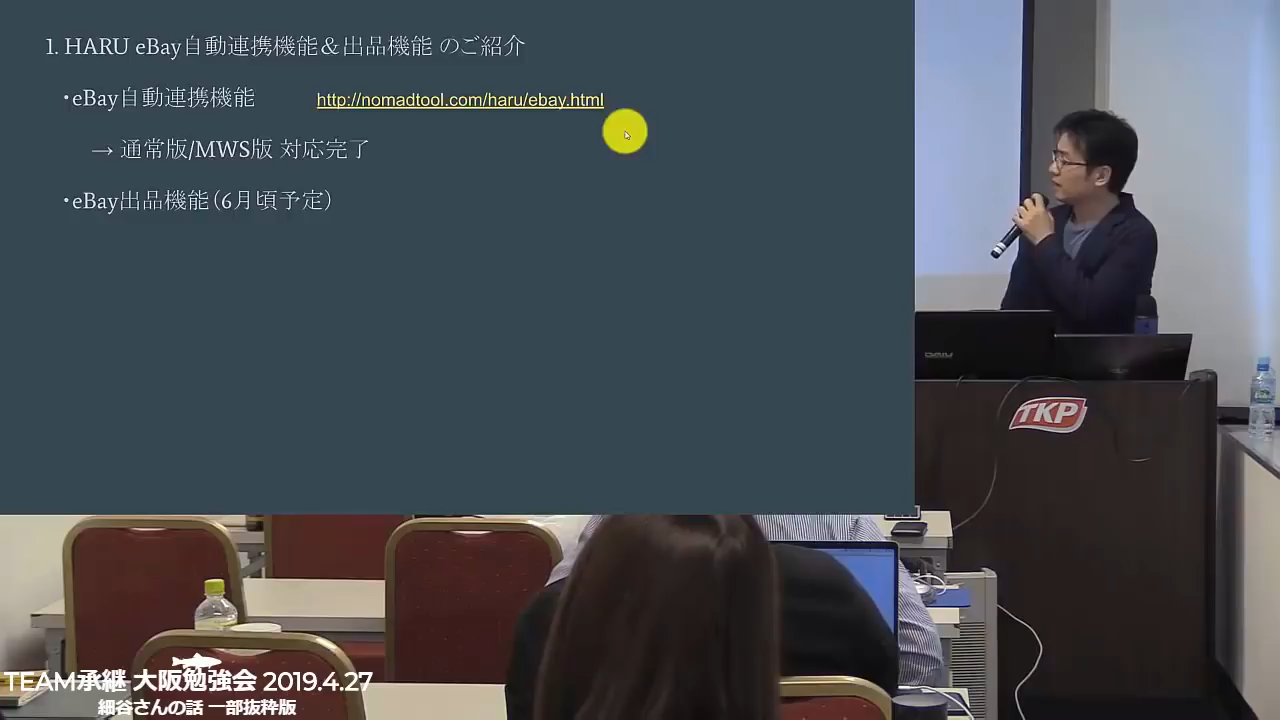 1. HARU eBay自動連携機能＆出品機能 のご紹介
・eBay自動連携機能 http://nomadtool.com/haru/ebay.html
→ 通常版/MWS版 対応完了
・eBay出品機能（6月頃予定）
TKP
TEAM承継 大阪勉強会 2019.4.27
細谷さんの話 一部抜粋版